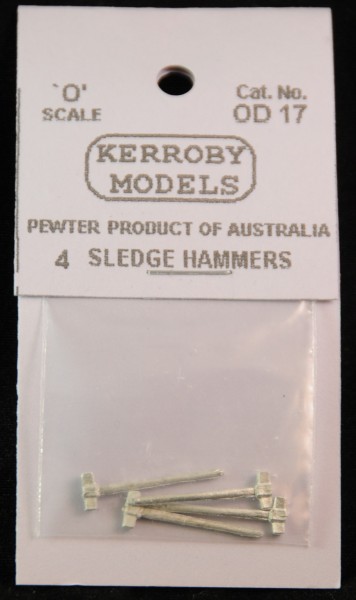 `O' SCALE
Cat. No. OD 17
KERROBY
MODELS
PEWTER PRODUCT OF AUSTRALIA
4 SLEDGE HAMMERS